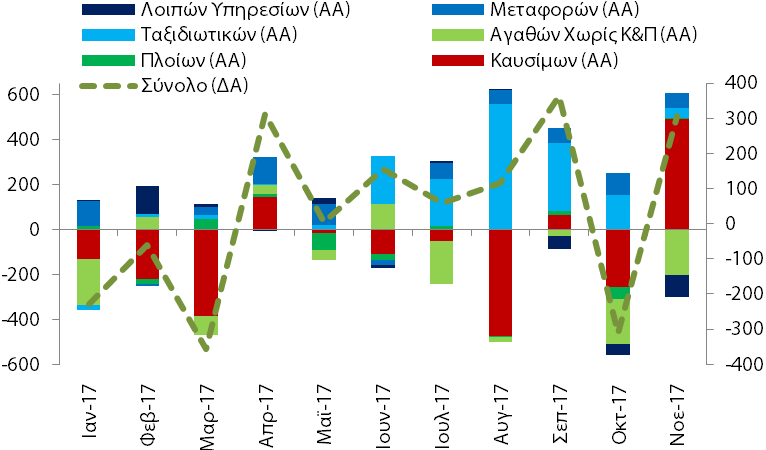 Λοιπών Υπηρεσίων (ΑΑ)
Μεταφορών (ΑΑ)
Ταξιδιωτικών (ΑΑ)
Αγαθών Χωρίς Κ&Π (ΑΑ)
Πλοίων (ΑΑ)
Καυσίμων (ΑΑ)
Σύνολο (ΔΑ)
600
400
200
0
-200
-400
-600
400
300
200
100
0
-100
-200
-300
-400
Ιαν-17
Φεβ-17
Μαρ-17
Απρ-17
Μαϊ-17
Ιουν-17
Ιουλ-17
Αυγ-17
Σεπ-17
Οκτ-17
Νοε-17